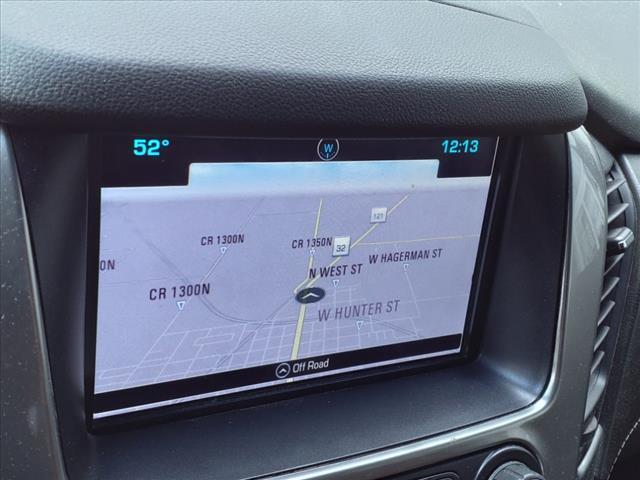 52°
W
12:13
121
CR 1300N
CR 1350N
32
W HAGERMAN ST
0N
N WEST ST
CR 1300N
W HUNTER ST
Off Road